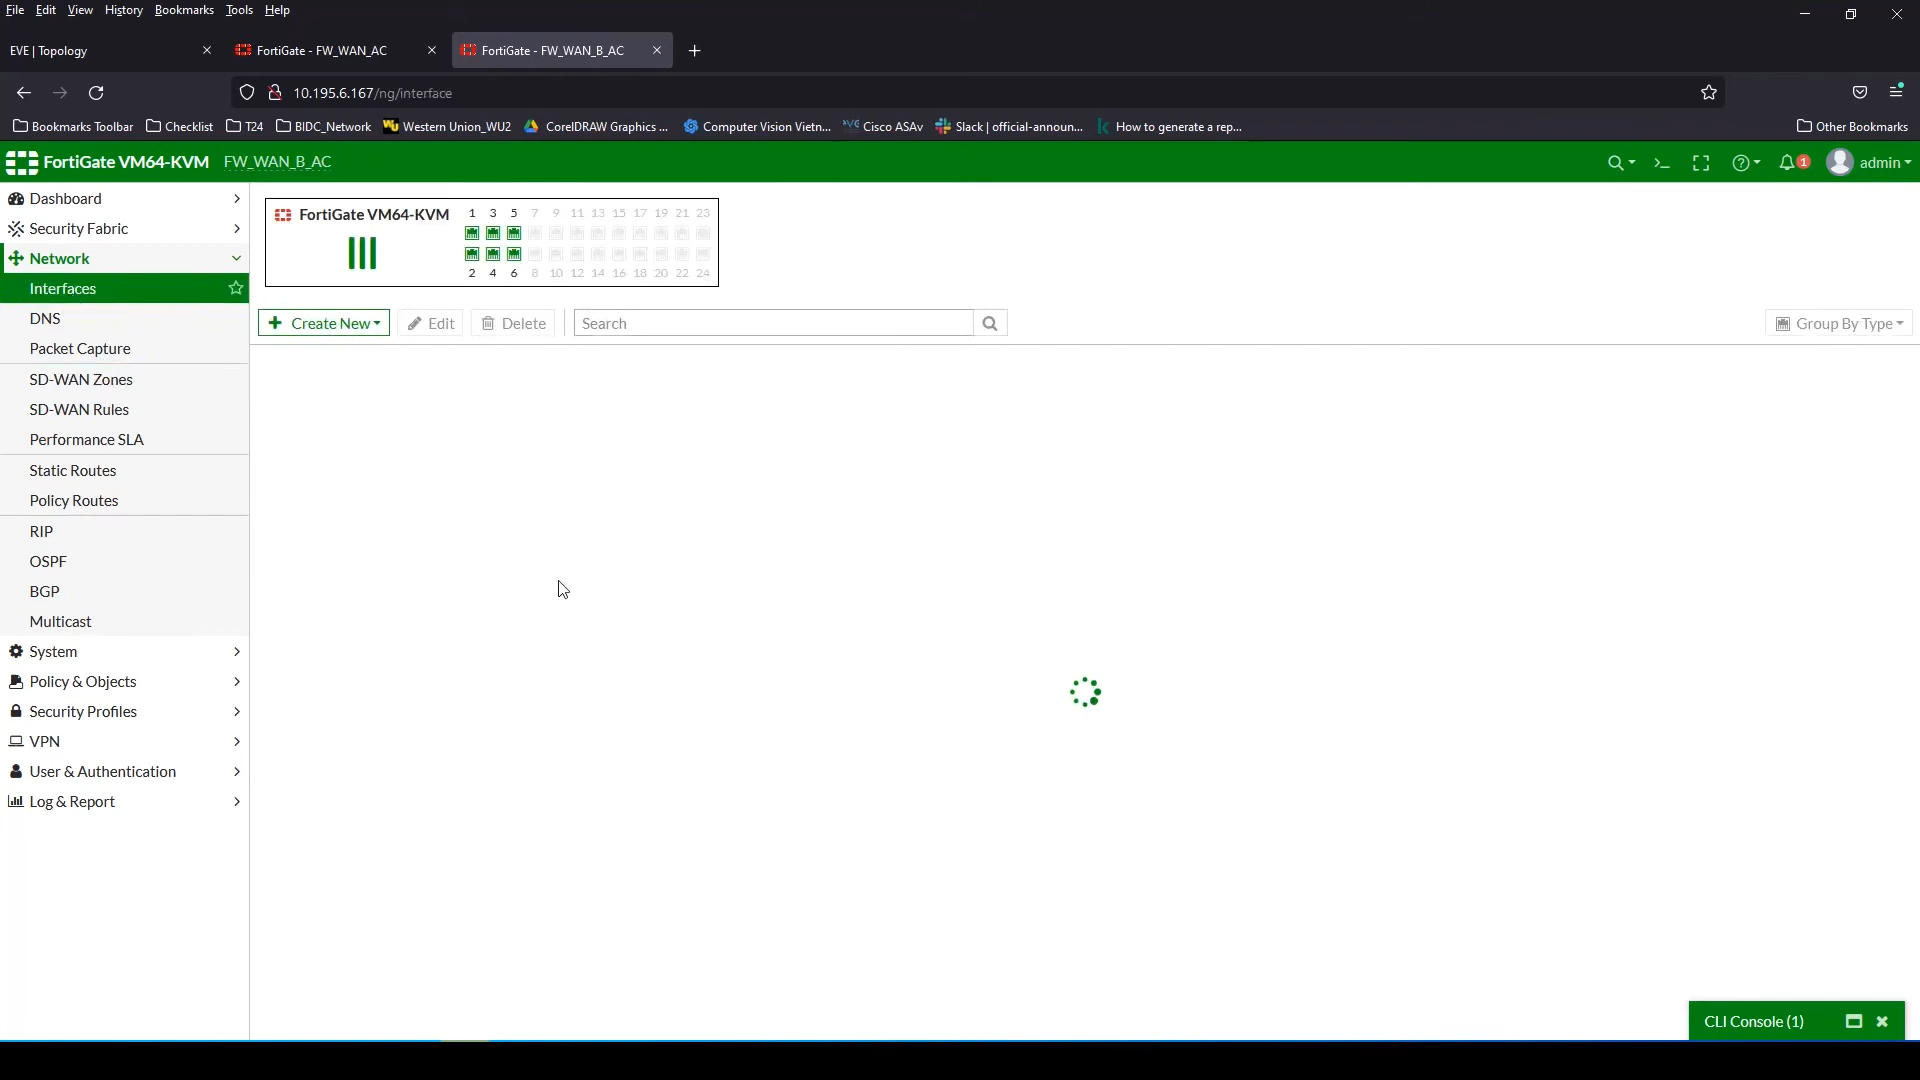 File Edit View History Bookmarks Tools Help
EVE | Topology
FortiGate - FW_WAN_AC
FortiGate - FW_WAN_B_AC
10.195.6.167/ng/interface
Bookmarks Toolbar
Checklist
T24
BIDC_Network
Western Union_WU2
CorelDRAW Graphics ...
Computer Vision Vietn...
Cisco ASAv
Slack | official-announ...
How to generate a rep...
Other Bookmarks
FortiGate VM64-KVM FW_WAN_B_AC
1
admin
Dashboard
Security Fabric
Network
Interfaces
DNS
Packet Capture
SD-WAN Zones
SD-WAN Rules
Performance SLA
Static Routes
Policy Routes
RIP
OSPF
BGP
Multicast
System
Policy & Objects
Security Profiles
VPN
User & Authentication
Log & Report
FortiGate VM64-KVM
1 3 5 7 9 11 13 15 17 19 21 23
2 4 6 8 10 12 14 16 18 20 22 24
Create New
Edit
Delete
Search
Group By Type
CLI Console (1)